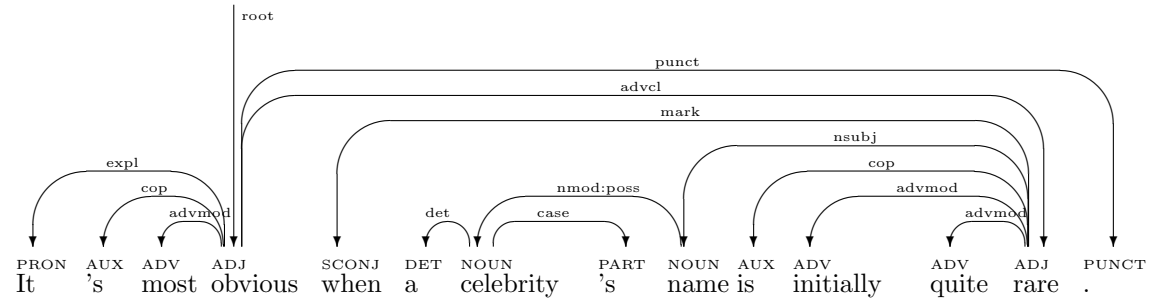 root
punct
advcl
mark
nsubj
expl cop
cop nmod:poss advmod
advmod det case advmod
PRON AUX ADV ADJ SCONJ DET NOUN PART NOUN AUX ADV ADV ADJ PUNCT
It 's most obvious when a celebrity 's name is initially quite rare .